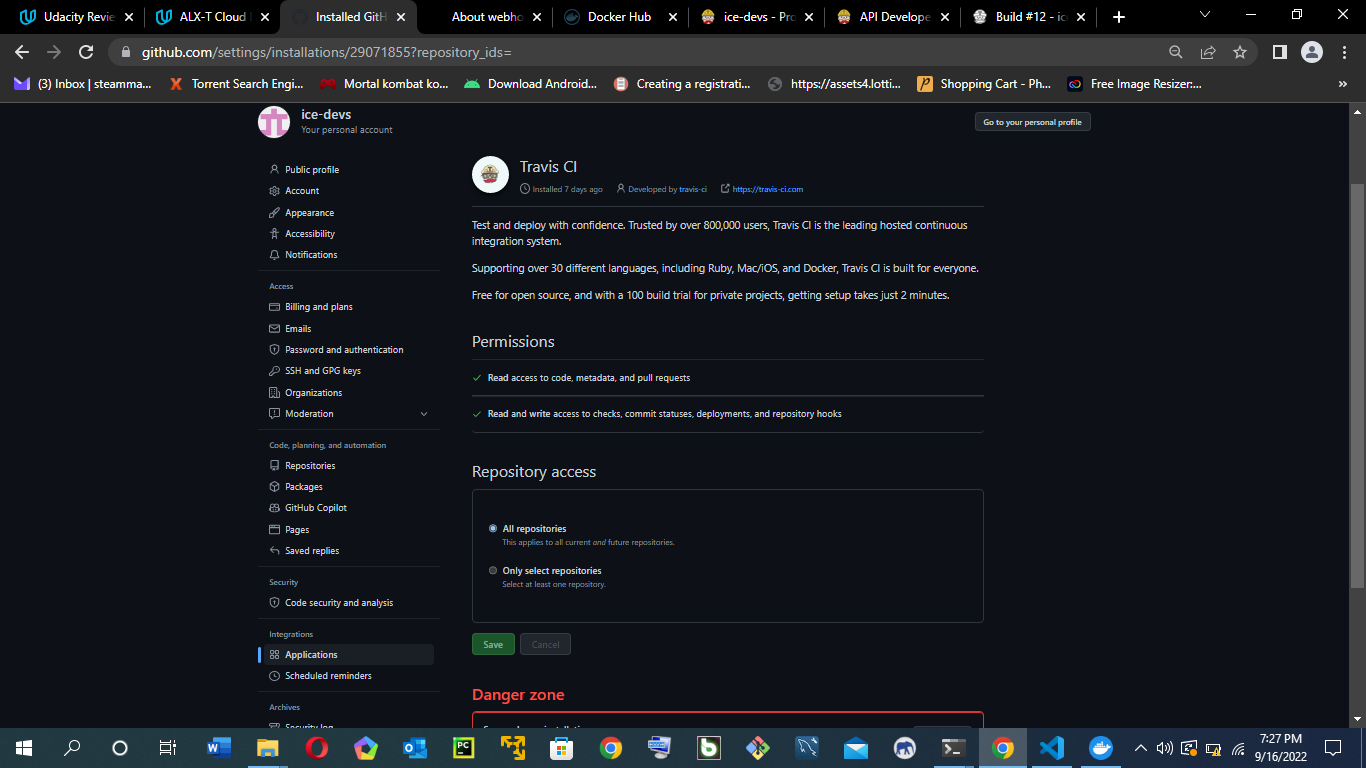 Udacity Revie
ALX-T Cloud
Installed GitH
About webho
Docker Hub
ice-devs - Pro
API Develope
Build #12 - ic
github.com/settings/installations/29071855?repository_ids=
(3) Inbox | steamma...
Torrent Search Engi...
Mortal kombat ko...
Download Android...
Creating a registrati...
https://assets4.lotti...
Shopping Cart - Ph...
Free Image Resizer:...
»
ice-devs
Your personal account
Go to your personal profile
Public profile
Account
Appearance
Accessibility
Notifications
Access
Billing and plans
Emails
Password and authentication
SSH and GPG keys
Organizations
Moderation
Code, planning, and automation
Repositories
Packages
GitHub Copilot
Pages
Saved replies
Security
Code security and analysis
Integrations
Applications
Scheduled reminders
Archives
Security log
Travis CI
Installed 7 days ago
Developed by travis-ci
https://travis-ci.com
Test and deploy with confidence. Trusted by over 800,000 users, Travis CI is the leading hosted continuous
integration system.
Supporting over 30 different languages, including Ruby, Mac/iOS, and Docker, Travis CI is built for everyone.
Free for open source, and with a 100 build trial for private projects, getting setup takes just 2 minutes.
Permissions
Read access to code, metadata, and pull requests
Read and write access to checks, commit statuses, deployments, and repository hooks
Repository access
All repositories
This applies to all current and future repositories.
Only select repositories
Select at least one repository.
Save
Cancel
Danger zone
7:27 PM
9/16/2022